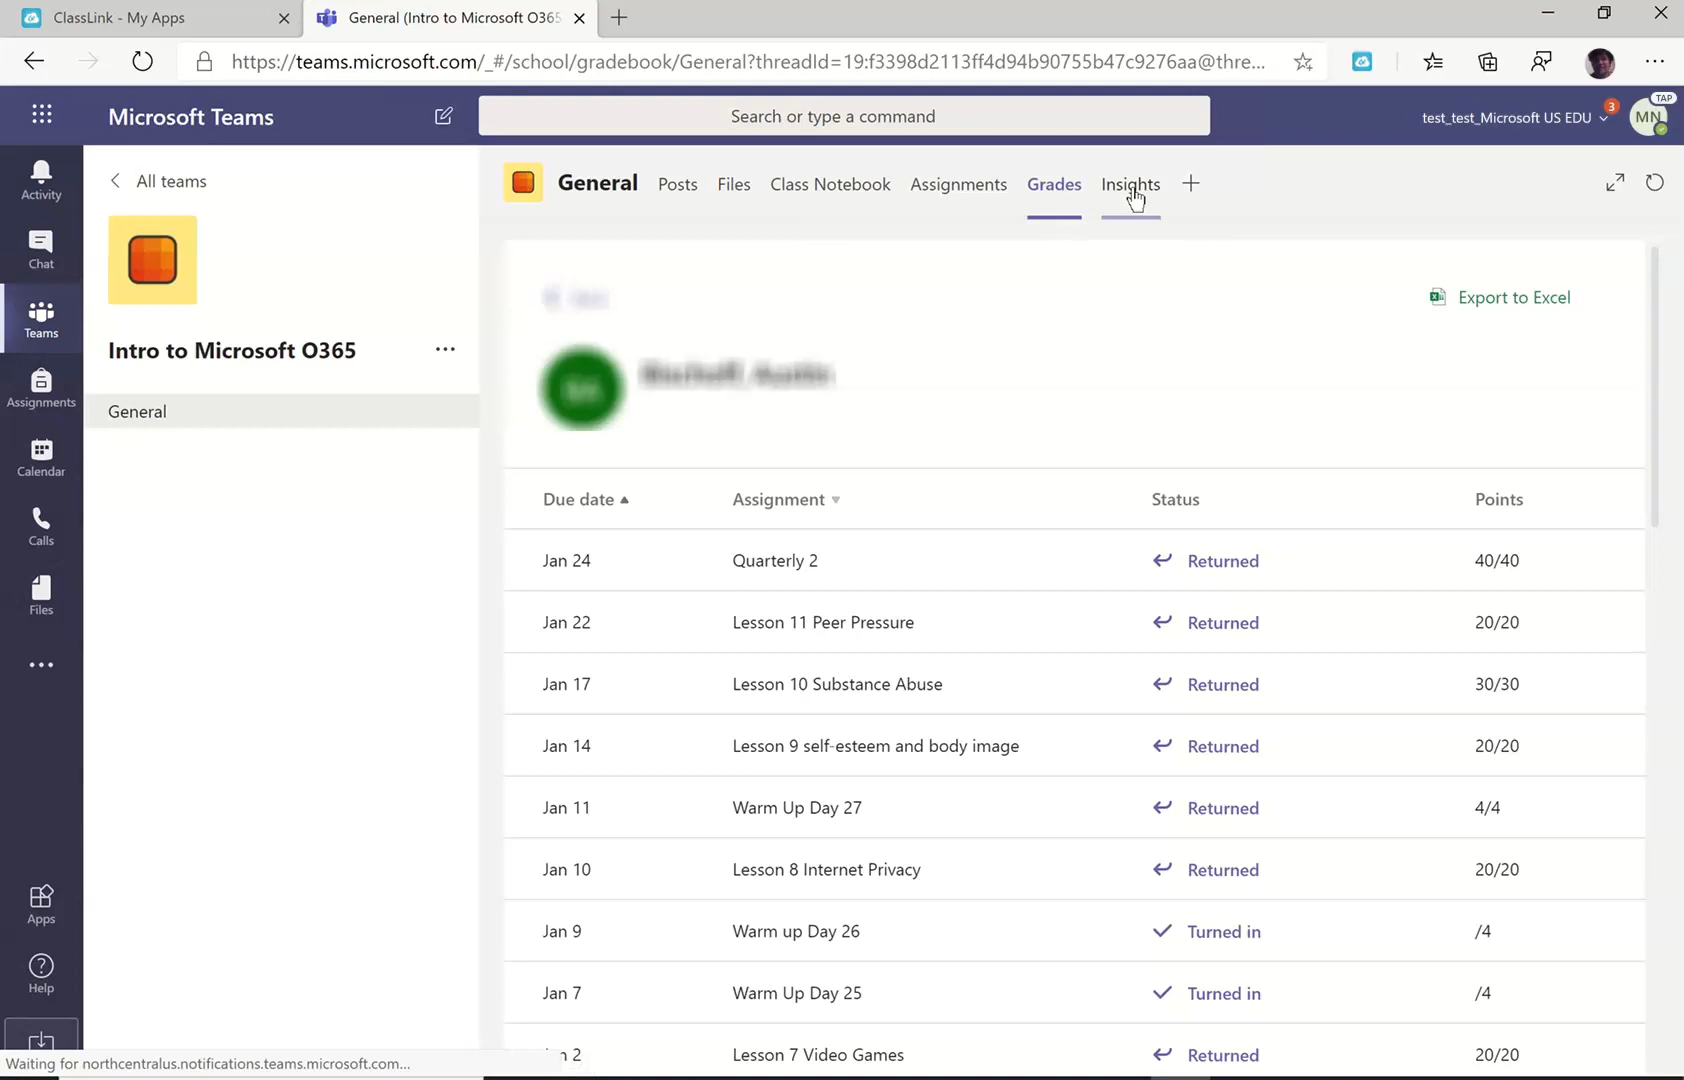 ClassLink - My Apps
General (Intro to Microsoft O365
https://teams.microsoft.com/_#/school/gradebook/General?threadId=19:f3398d2113ff4d94b90755b47c9276aa@thre...
Microsoft Teams
Search or type a command
test_test_Microsoft US EDU
3
TAP
MN
Activity
Chat
Teams
Assignments
Calendar
Calls
Files
Apps
Help
All teams
Intro to Microsoft O365
General
General
Posts
Files
Class Notebook
Assignments
Grades
Insights
Export to Excel
Due date Assignment Status Points
Jan 24 Quarterly 2 Returned 40/40
Jan 22 Lesson 11 Peer Pressure Returned 20/20
Jan 17 Lesson 10 Substance Abuse Returned 30/30
Jan 14 Lesson 9 self-esteem and body image Returned 20/20
Jan 11 Warm Up Day 27 Returned 4/4
Jan 10 Lesson 8 Internet Privacy Returned 20/20
Jan 9 Warm up Day 26 Turned in /4
Jan 7 Warm Up Day 25 Turned in /4
n 2 Lesson 7 Video Games Returned 20/20
Waiting for northcentralus.notifications.teams.microsoft.com...